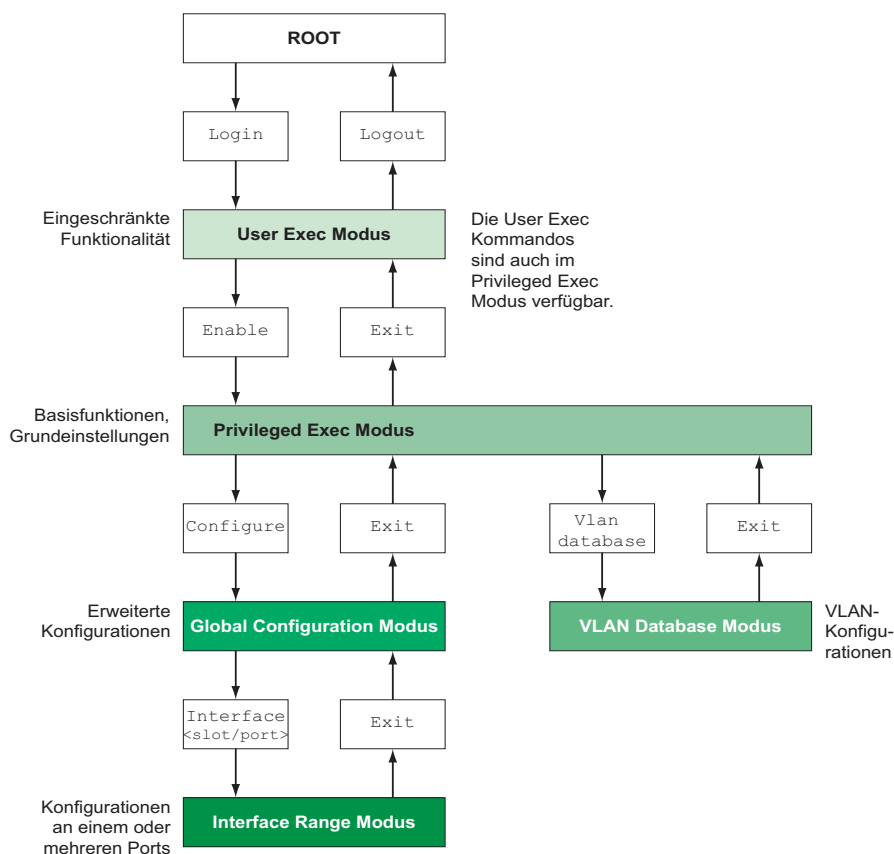 ROOT
Login
Logout
Eingeschränkte
Funktionalität
User Exec Modus
Die User Exec
Kommandos
sind auch im
Privileged Exec
Modus verfügbar.
Enable
Exit
Basisfunktionen,
Grundeinstellungen
Privileged Exec Modus
Configure
Exit
Vlan
database
Exit
Erweiterte
Konfigurationen
Global Configuration Modus
VLAN Database Modus
VLAN-
Konfigu-
rationen
Interface
<slot/port>
Exit
Konfigurationen
an einem oder
mehreren Ports
Interface Range Modus